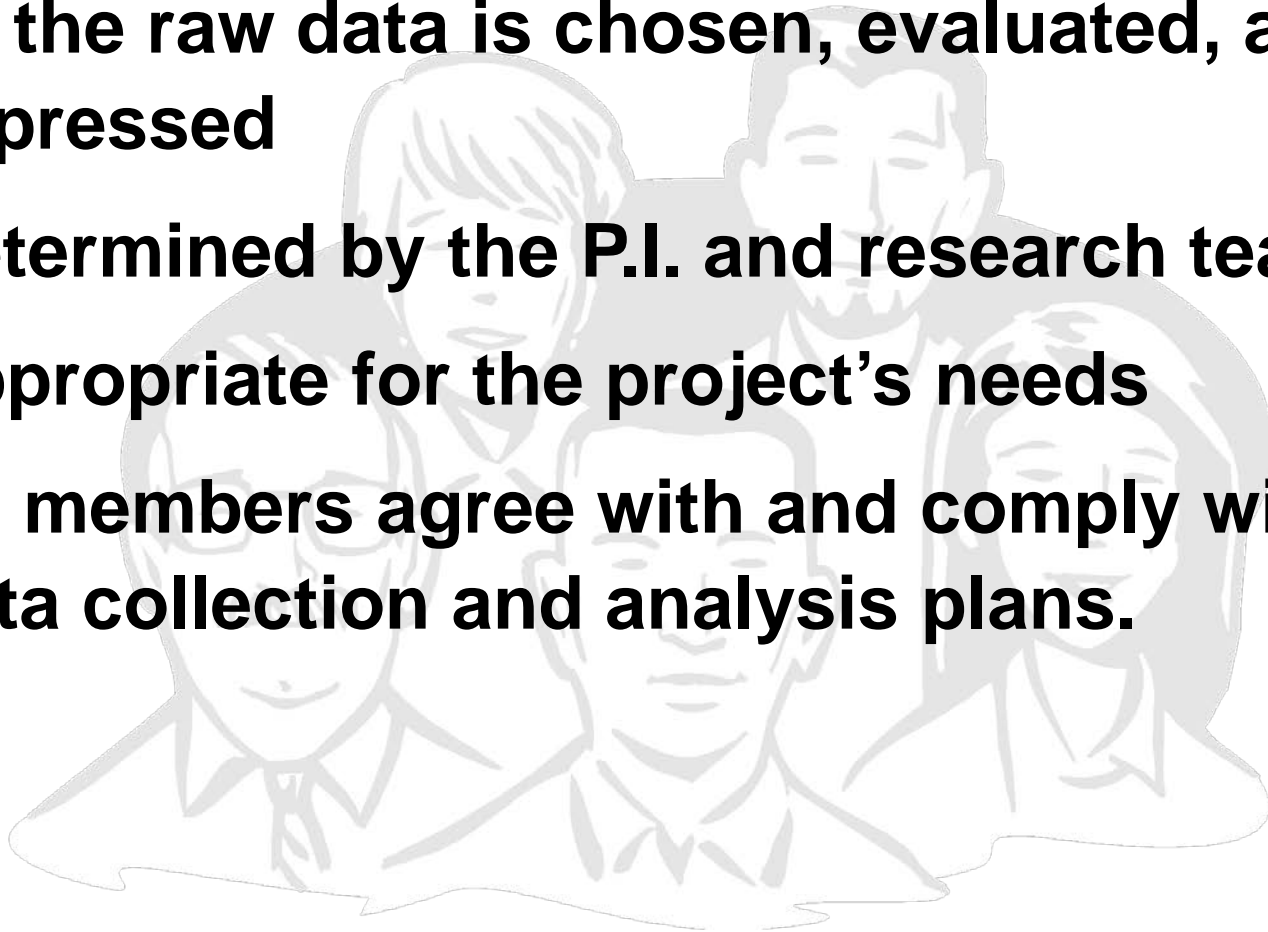 the raw data is chosen, evaluated, a
pressed
termined by the P.I. and research tea
propriate for the project’s needs
members agree with and comply wi
ta collection and analysis plans.